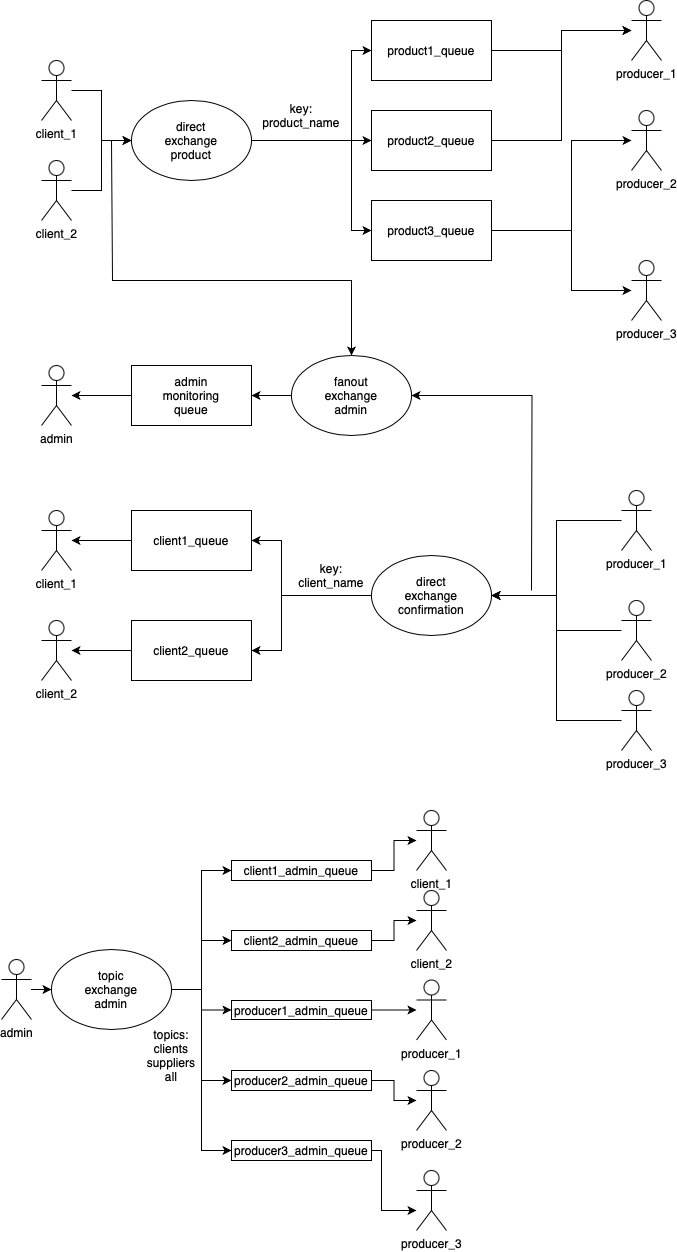 product1_queue
producer_1
key:
product_name
client_1
direct
exchange
product
product2_queue
producer_2
client_2
product3_queue
producer_3
admin
monitoring
queue
fanout
exchange
admin
admin
client1_queue
client_1
key:
client_name
direct
exchange
confirmation
producer_1
client2_queue
client_2
producer_2
producer_3
client1_admin_queue
client_1
client2_admin_queue
client_2
topic
exchange
admin
admin
producer1_admin_queue
producer_1
topics:
clients
suppliers
all
producer2_admin_queue
producer_2
producer3_admin_queue
producer_3